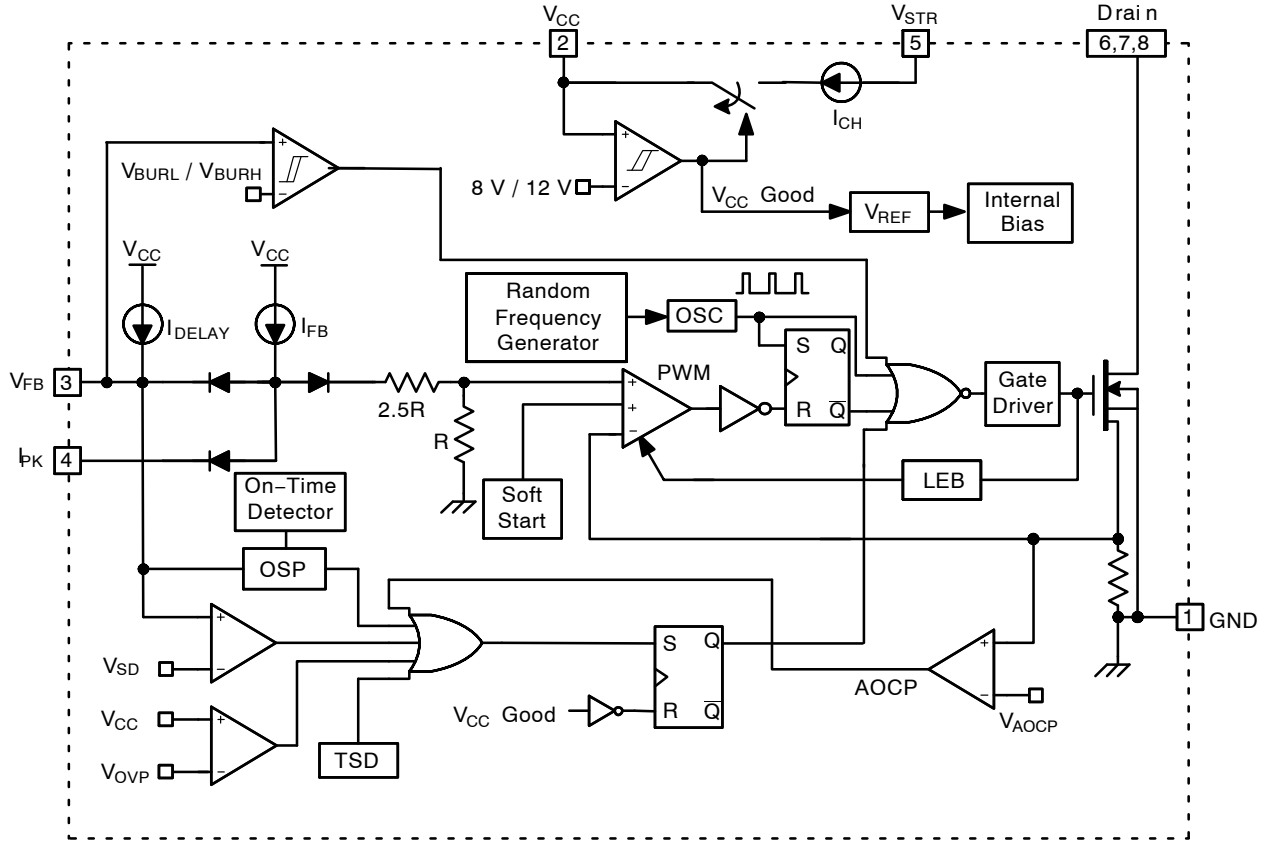 VCC
VSTR
Drain
2
5
6,7,8
ICH
+
−
VBURL / VBURH
+
−
8 V / 12 V
VCC Good
VREF
Internal
Bias
VCC
VCC
IDELAY
IFB
Random
Frequency
Generator
OSC
S Q
R Q̅
VFB 3
2.5R
R
+
+
−
PWM
Gate
Driver
IPK 4
On−Time
Detector
Soft
Start
LEB
OSP
+
−
VSD
S Q
R Q̅
VCC Good
AOCP
+
−
VAOCP
1 GND
VCC
+
−
VOVP
TSD